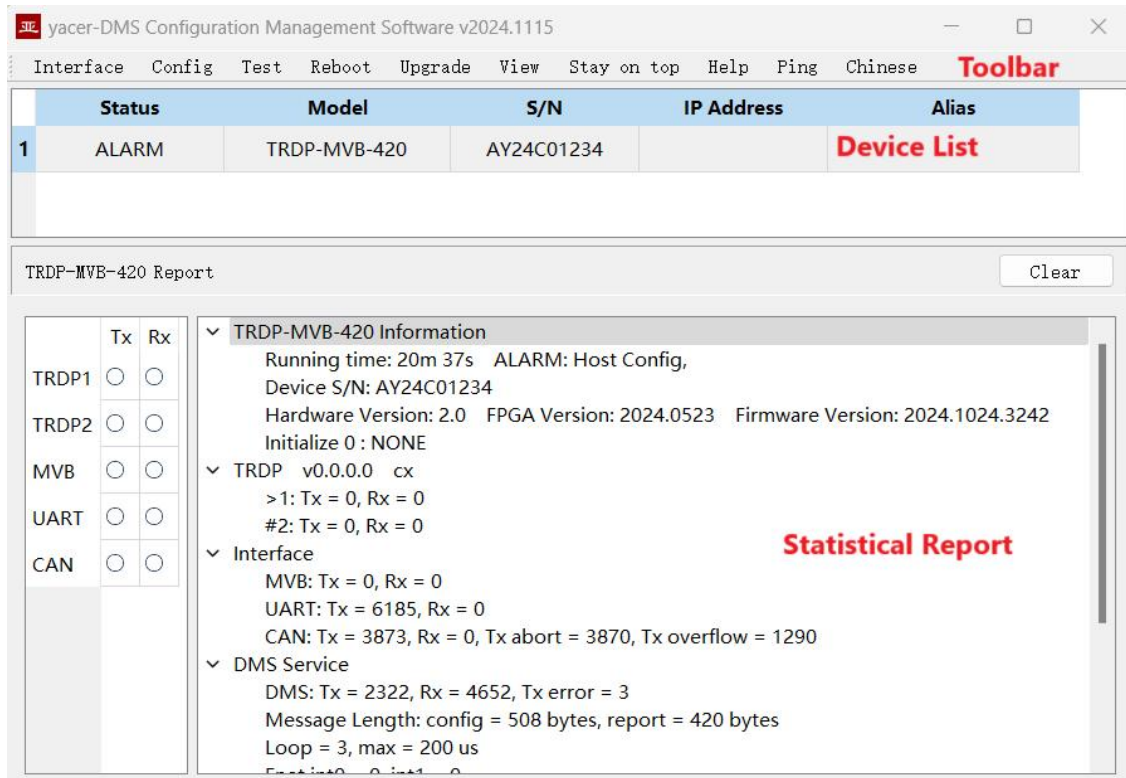 亚 yacer-DMS Configuration Management Software v2024.1115
Interface Config Test Reboot Upgrade View Stay on top Help Ping Chinese Toolbar
Status Model S/N IP Address Alias
1 ALARM TRDP-MVB-420 AY24C01234 Device List
TRDP-MVB-420 Report Clear
Tx Rx
TRDP1
TRDP2
MVB
UART
CAN
TRDP-MVB-420 Information
Running time: 20m 37s ALARM: Host Config,
Device S/N: AY24C01234
Hardware Version: 2.0 FPGA Version: 2024.0523 Firmware Version: 2024.1024.3242
Initialize 0 : NONE
TRDP v0.0.0.0 cx
>1: Tx = 0, Rx = 0
#2: Tx = 0, Rx = 0
Interface
MVB: Tx = 0, Rx = 0
UART: Tx = 6185, Rx = 0
CAN: Tx = 3873, Rx = 0, Tx abort = 3870, Tx overflow = 1290
Statistical Report
DMS Service
DMS: Tx = 2322, Rx = 4652, Tx error = 3
Message Length: config = 508 bytes, report = 420 bytes
Loop = 3, max = 200 us